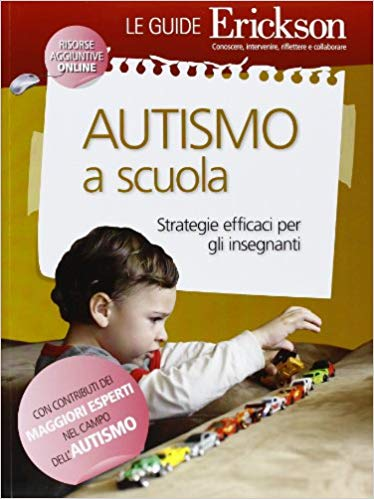 LE GUIDE Erickson
Conoscere, intervenire, riflettere e collaborare
RISORSE
AGGIUNTIVE
ONLINE
AUTISMO
a scuola
Strategie efficaci per
gli insegnanti
CON CONTRIBUTI DEI
MAGGIORI ESPERTI
NEL CAMPO
DELL'AUTISMO